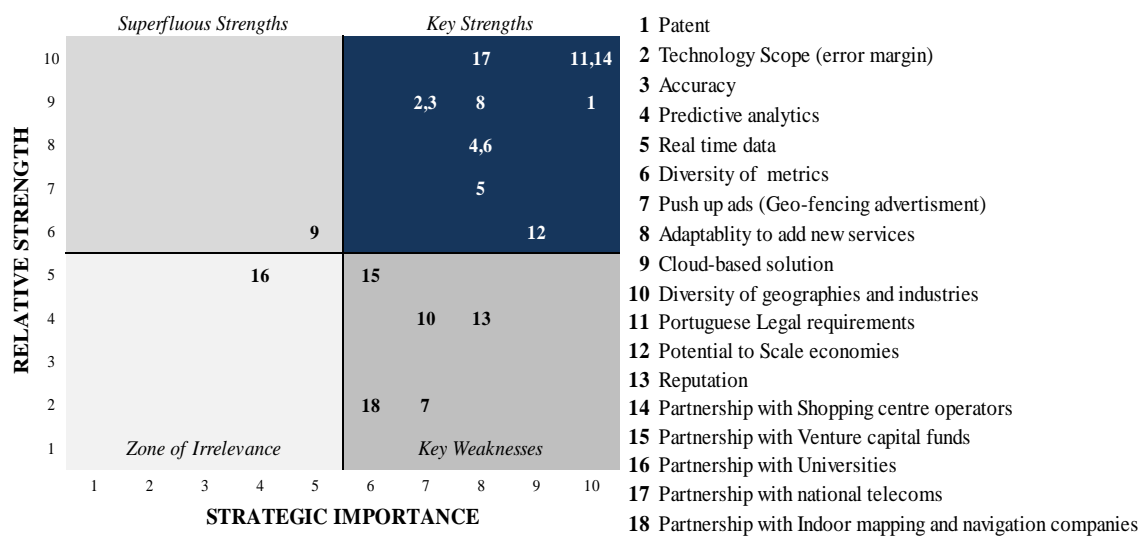 Superfluous Strengths Key Strengths
10 17 11,14
9 2,3 8 1
8 4,6
7 5
6 9 12
5 16 15
4 10 13
3
2 18 7
1 Zone of Irrelevance Key Weaknesses
1 2 3 4 5 6 7 8 9 10
STRATEGIC IMPORTANCE
RELATIVE STRENGTH
1 Patent
2 Technology Scope (error margin)
3 Accuracy
4 Predictive analytics
5 Real time data
6 Diversity of metrics
7 Push up ads (Geo-fencing advertisment)
8 Adaptablity to add new services
9 Cloud-based solution
10 Diversity of geographies and industries
11 Portuguese Legal requirements
12 Potential to Scale economies
13 Reputation
14 Partnership with Shopping centre operators
15 Partnership with Venture capital funds
16 Partnership with Universities
17 Partnership with national telecoms
18 Partnership with Indoor mapping and navigation companies